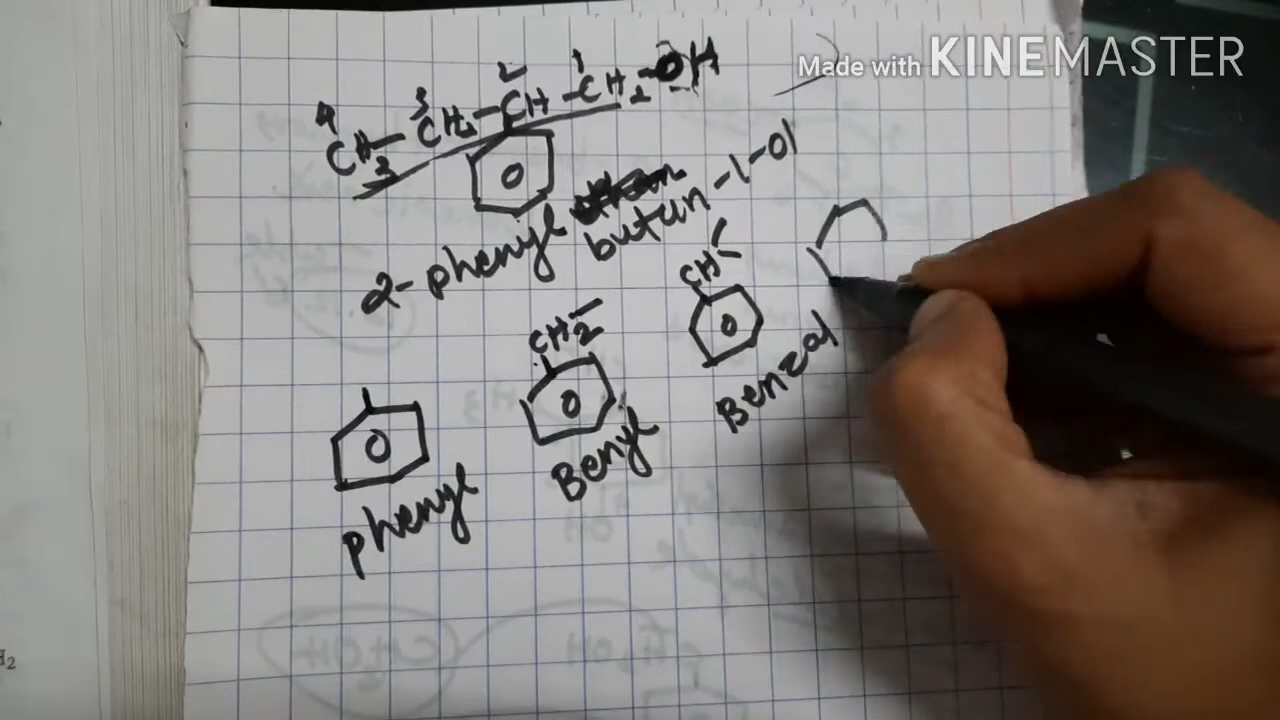 Made with KINEMASTER
4 3 2 1
CH3-CH2-CH-CH2-OH
2-phenyl butan-1-ol
CH
CH2
Benzal
Benyl
phenyl
H2